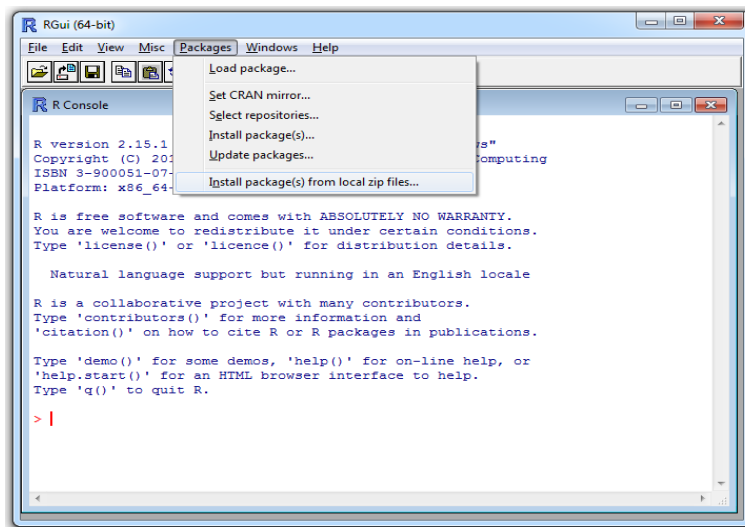 RGui (64-bit)
File Edit View Misc Packages Windows Help
Load package...
Set CRAN mirror...
Select repositories...
Install package(s)...
Update packages...
Install package(s) from local zip files...
R Console
R version 2.15.1
Copyright (C) 201 Computing
ISBN 3-900051-07-
Platform: x86_64-
R is free software and comes with ABSOLUTELY NO WARRANTY.
You are welcome to redistribute it under certain conditions.
Type 'license()' or 'licence()' for distribution details.
Natural language support but running in an English locale
R is a collaborative project with many contributors.
Type 'contributors()' for more information and
'citation()' on how to cite R or R packages in publications.
Type 'demo()' for some demos, 'help()' for on-line help, or
'help.start()' for an HTML browser interface to help.
Type 'q()' to quit R.
>